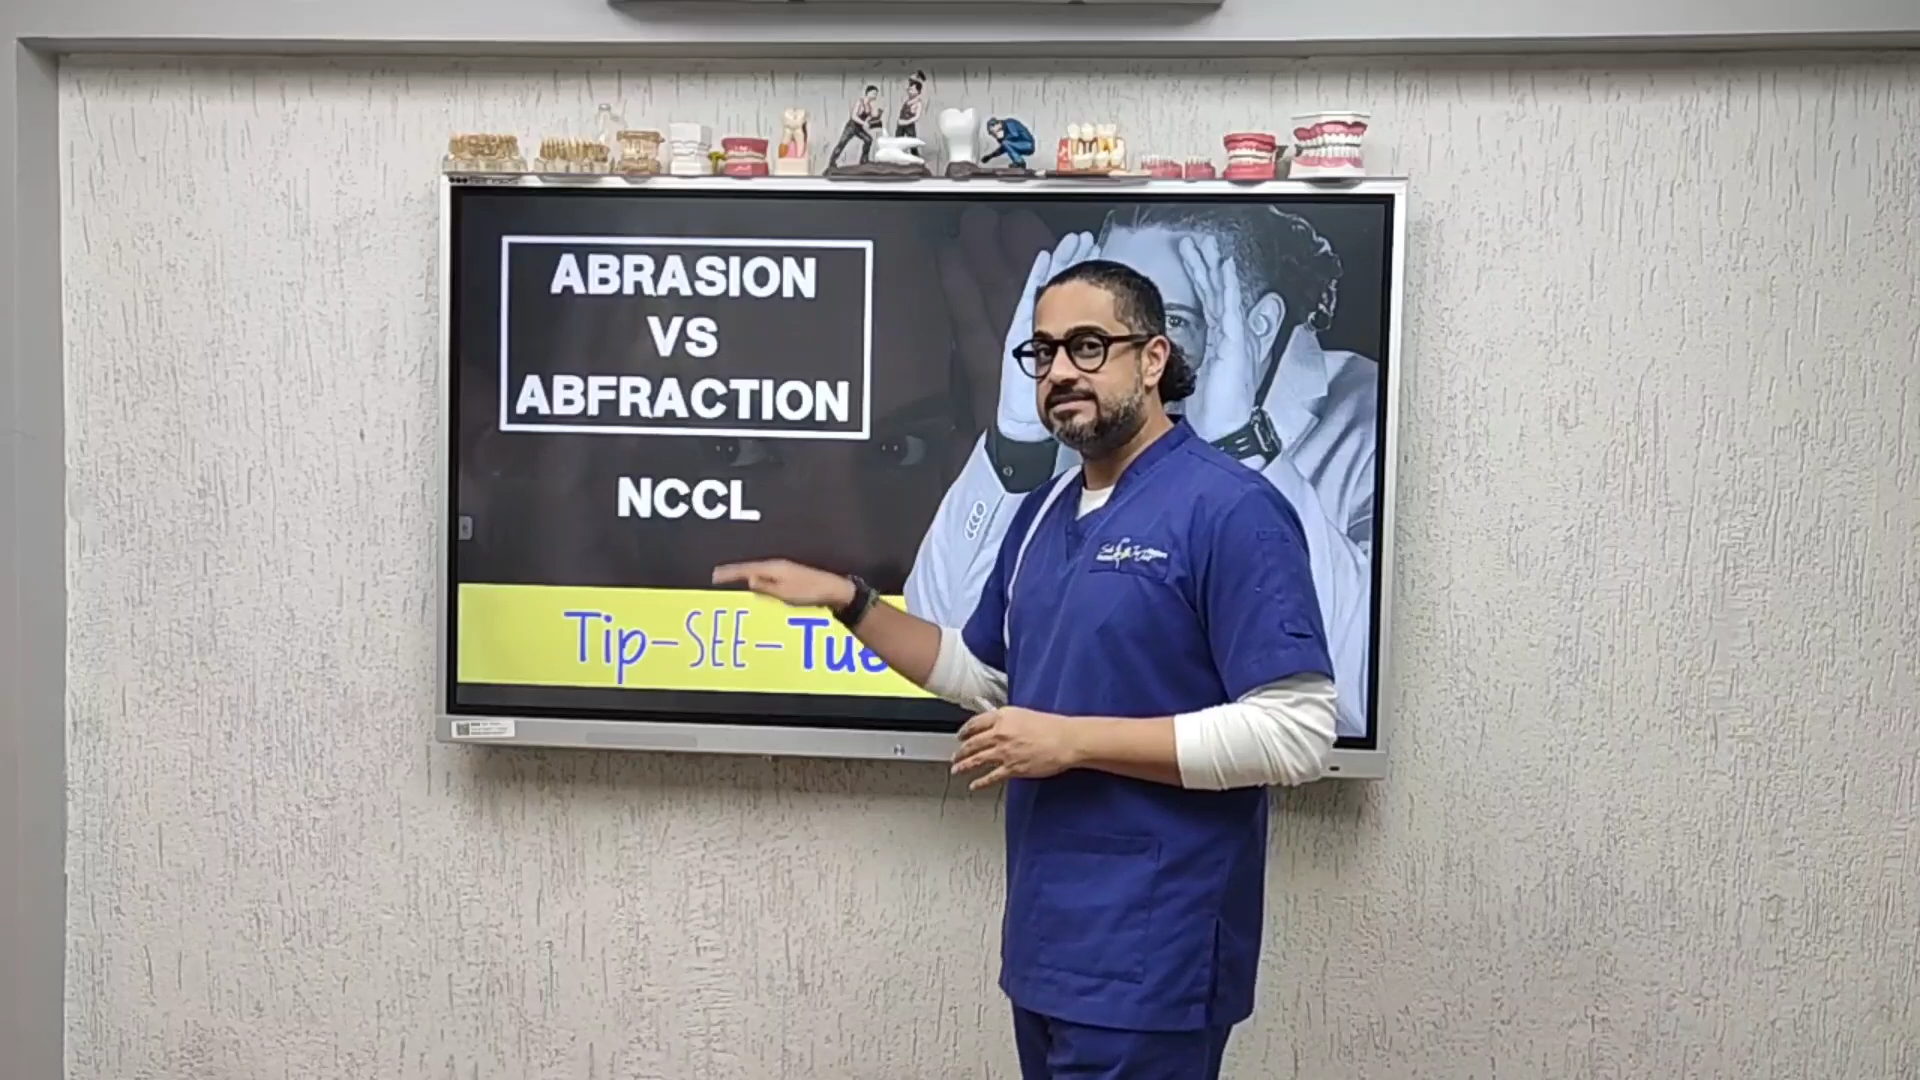 ABRASION
VS
ABFRACTION
NCCL
Tip-SEE-Tue